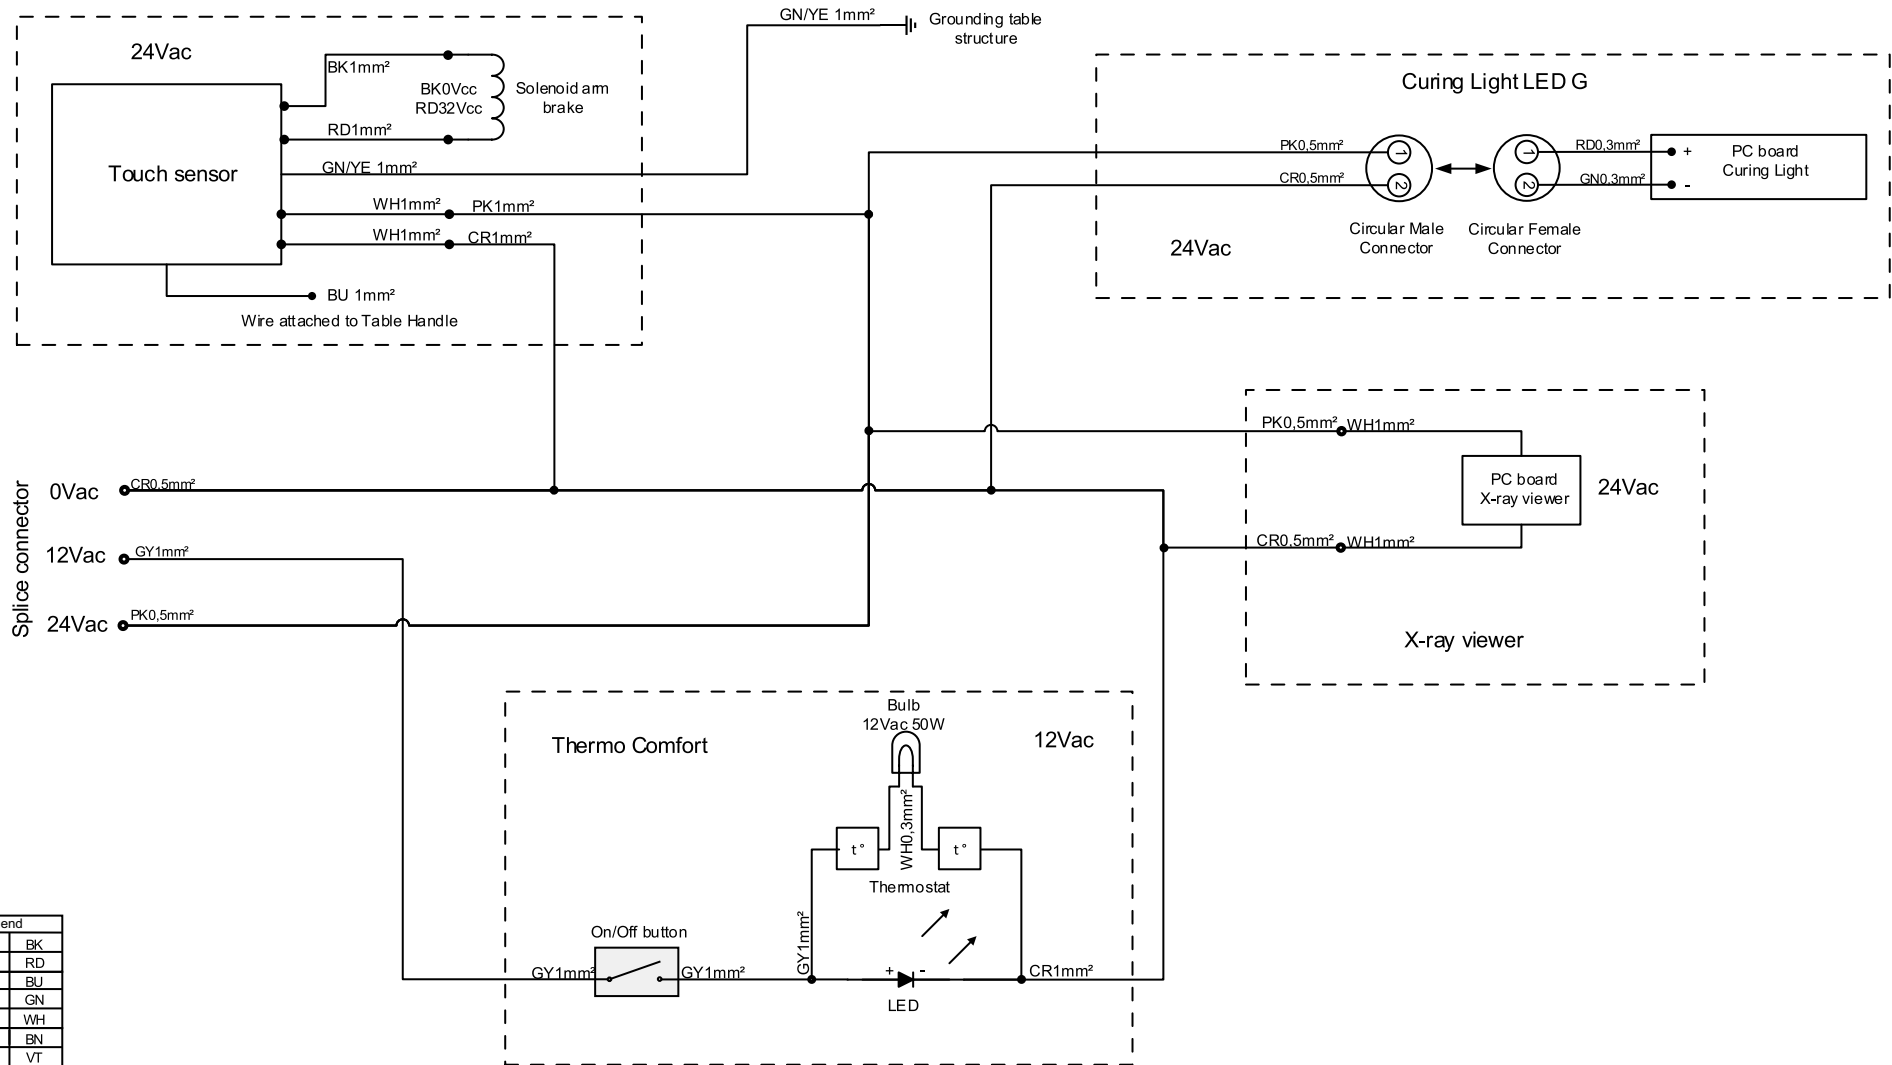 24Vac
BK1mm²
BK0Vcc
RD32Vcc
Solenoid arm
brake
RD1mm²
Touch sensor
GN/YE 1mm²
WH1mm²
PK1mm²
WH1mm²
CR1mm²
BU 1mm²
Wire attached to Table Handle
GN/YE 1mm²
Grounding table
structure
Curing Light LED G
PK0,5mm²
CR0,5mm²
1
2
1
2
RD0,3mm²
GN0,3mm²
+
-
PC board
Curing Light
Circular Male
Connector
Circular Female
Connector
24Vac
PK0,5mm²
WH1mm²
PC board
X-ray viewer
24Vac
CR0,5mm²
WH1mm²
X-ray viewer
Splice connector
0Vac
CR0,5mm²
12Vac
GY1mm²
24Vac
PK0,5mm²
Thermo Comfort
Bulb
12Vac 50W
12Vac
WH0,3mm²
t°
t°
Thermostat
On/Off button
GY1mm²
GY1mm²
GY1mm²
+
-
LED
CR1mm²
end
BK
RD
BU
GN
WH
BN
VT